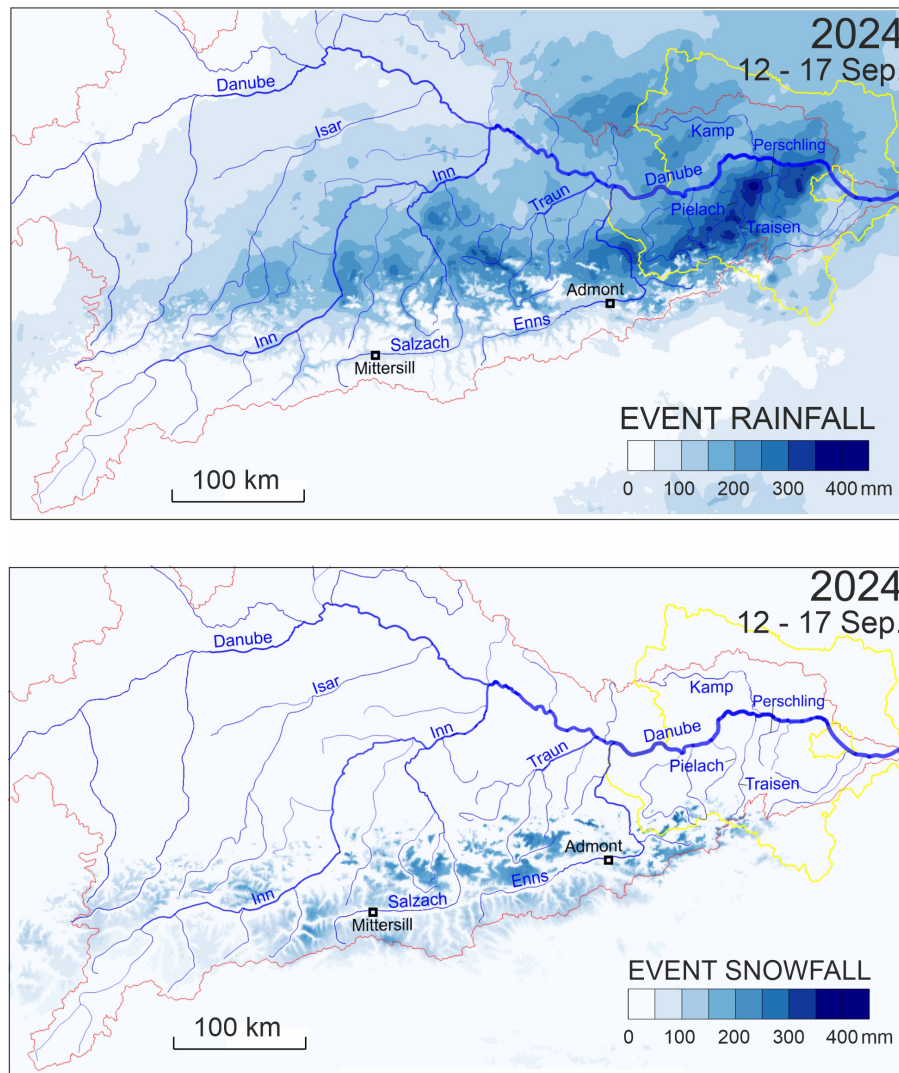 2024
12 - 17 Sep.
Danube
Isar
Inn
Traun
Kamp
Perschling
Danube
Pielach
Traisen
Admont
Enns
Inn
Salzach
Mittersill
EVENT RAINFALL
0 100 200 300 400 mm
100 km
2024
12 - 17 Sep.
Danube
Isar
Inn
Traun
Kamp
Perschling
Danube
Pielach
Traisen
Admont
Enns
Inn
Salzach
Mittersill
EVENT SNOWFALL
0 100 200 300 400 mm
100 km